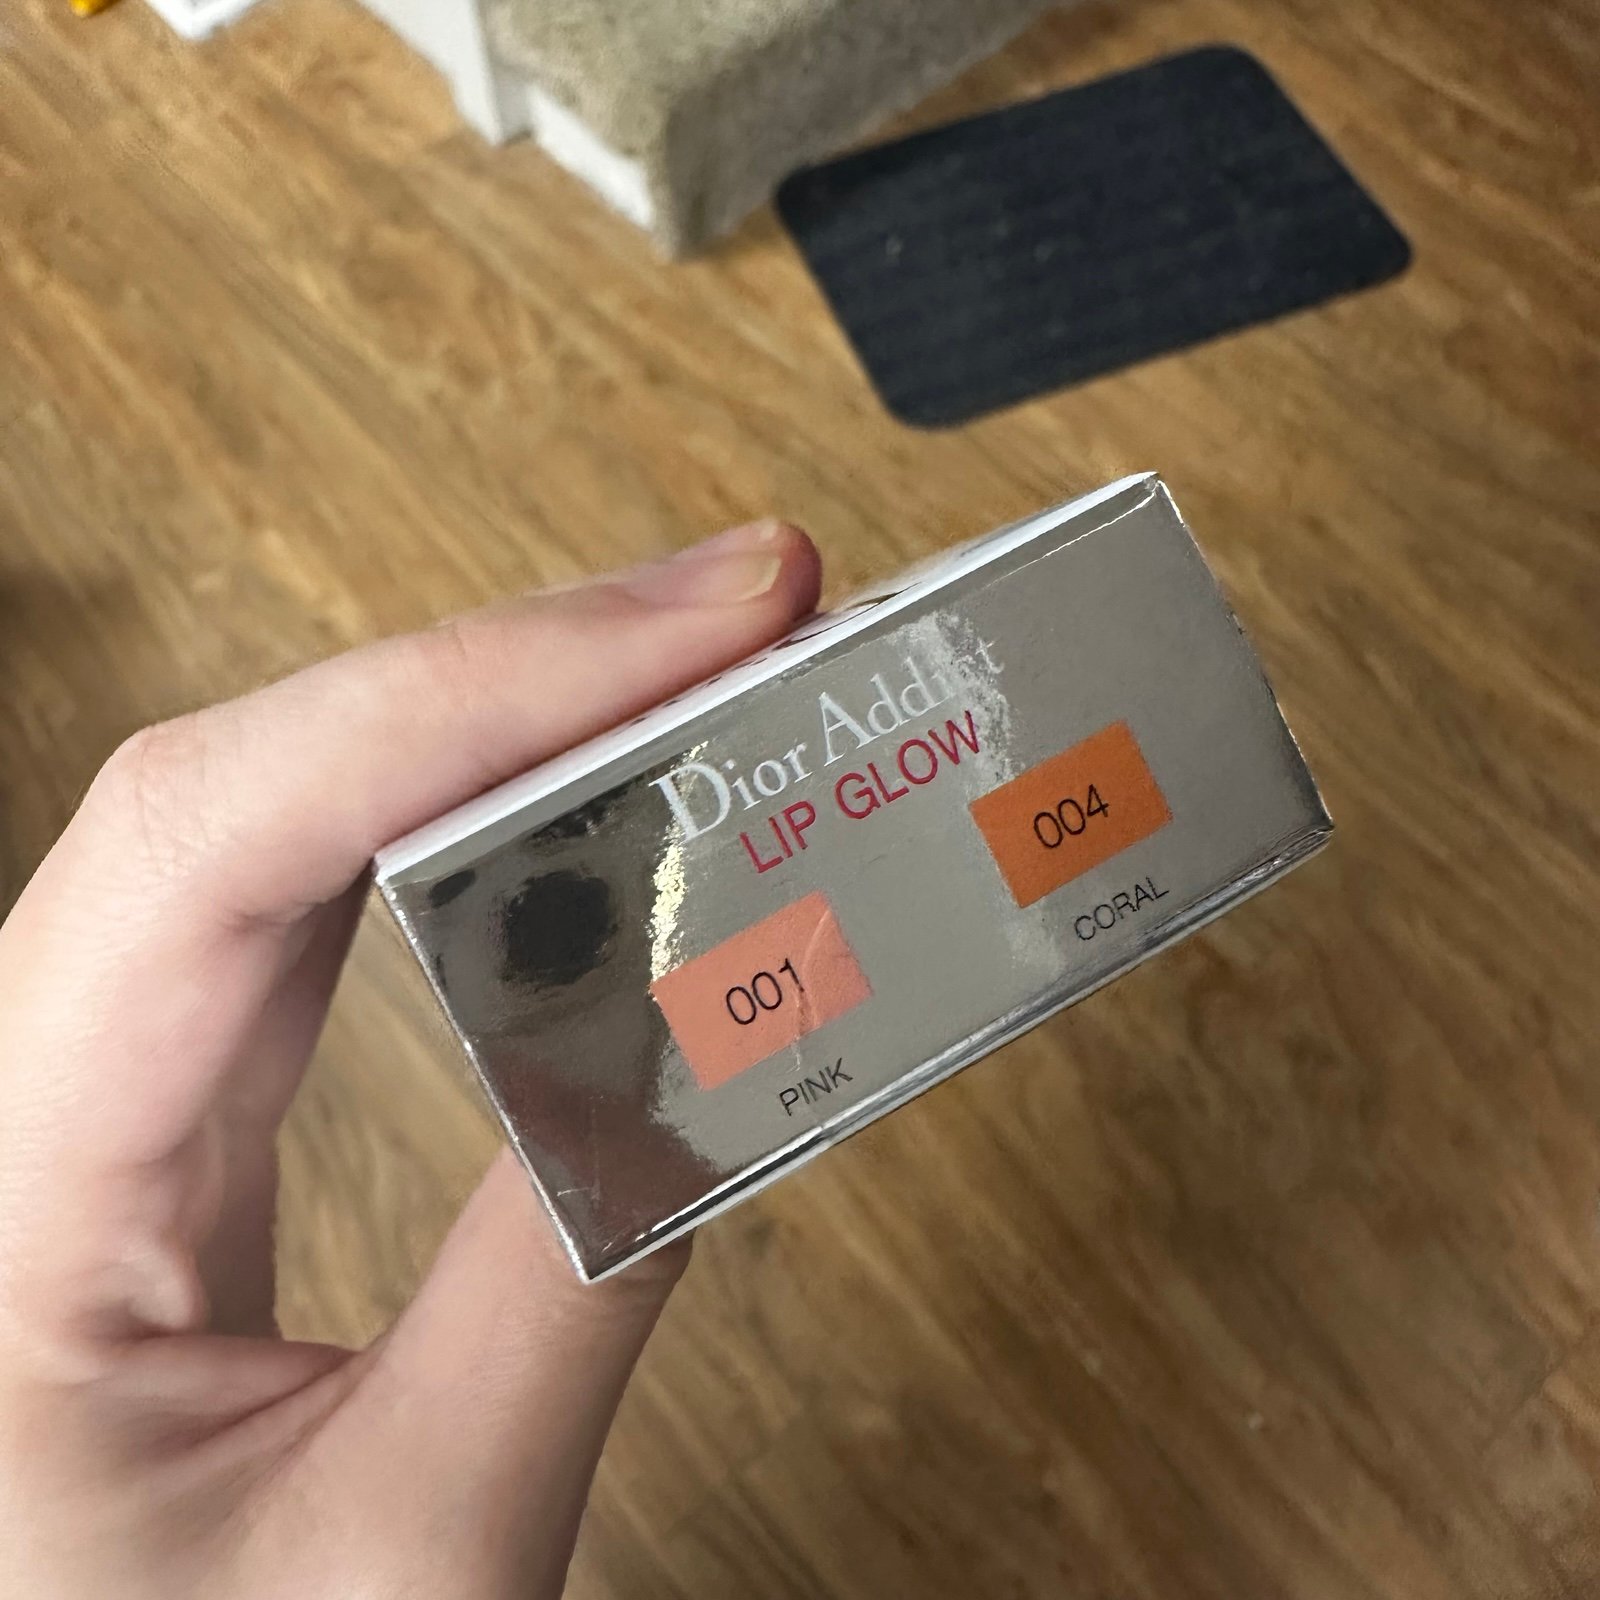 Dior Addict
LIP GLOW
001
PINK
004
CORAL